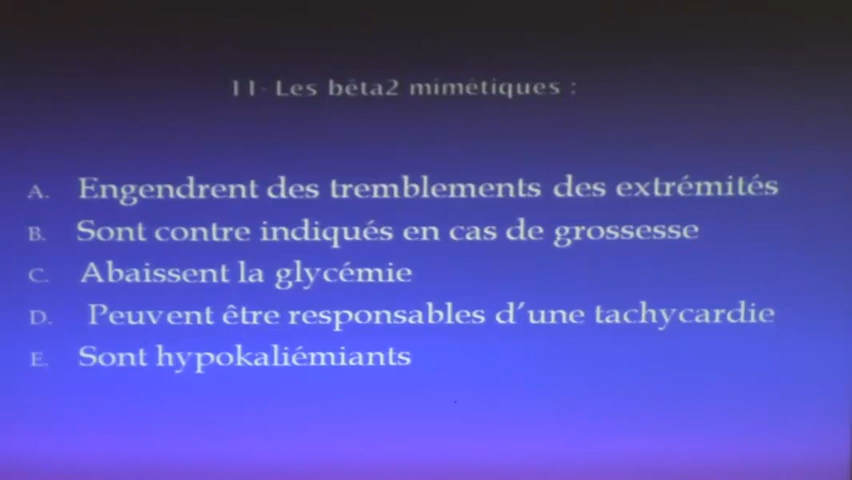 11- Les bêta2 mimétiques :
A. Engendrent des tremblements des extrémités
B. Sont contre indiqués en cas de grossesse
C. Abaissent la glycémie
D. Peuvent être responsables d’une tachycardie
E. Sont hypokaliémiants